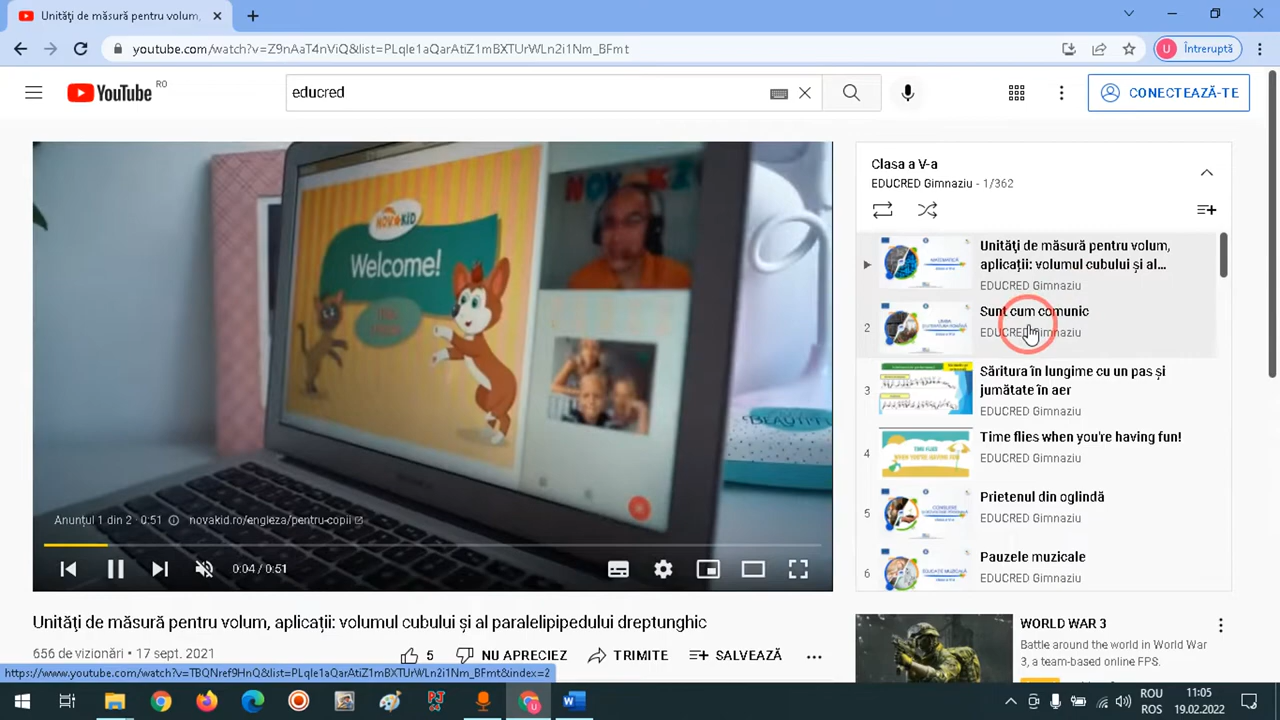 Unităţi de măsură pentru volum,
youtube.com/watch?v=Z9nAaT4nViQ&list=PLqle1aQarAtiZ1mBXTUrWLn2i1Nm_BFmt
U Întreruptă
YouTube RO
educred
CONECTEAZĂ-TE
NOVAKID
Welcome!
Anunțul 1 din 2 · 0:51 novakid.ro/engleza/pentru-copii
0:04 / 0:51
Unităţi de măsură pentru volum, aplicații: volumul cubului și al paralelipipedului dreptunghic
656 de vizionări • 17 sept. 2021
5 NU APRECIEZ TRIMITE SALVEAZĂ
Clasa a V-a
EDUCRED Gimnaziu - 1/362
Unităţi de măsură pentru volum,
aplicații: volumul cubului și al...
EDUCRED Gimnaziu
2
Sunt cum comunic
EDUCRED Gimnaziu
3
Săritura în lungime cu un pas și
jumătate în aer
EDUCRED Gimnaziu
4
Time flies when you're having fun!
EDUCRED Gimnaziu
5
Prietenul din oglindă
EDUCRED Gimnaziu
6
Pauzele muzicale
EDUCRED Gimnaziu
WORLD WAR 3
Battle around the world in World War
3, a team-based online FPS.
https://www.youtube.com/watch?v=TBQNref9HnQ&list=PLqle1aQarAtiZ1mBXTUrWLn2i1Nm_BFmt&index=2
ROU
ROS
11:05
19.02.2022